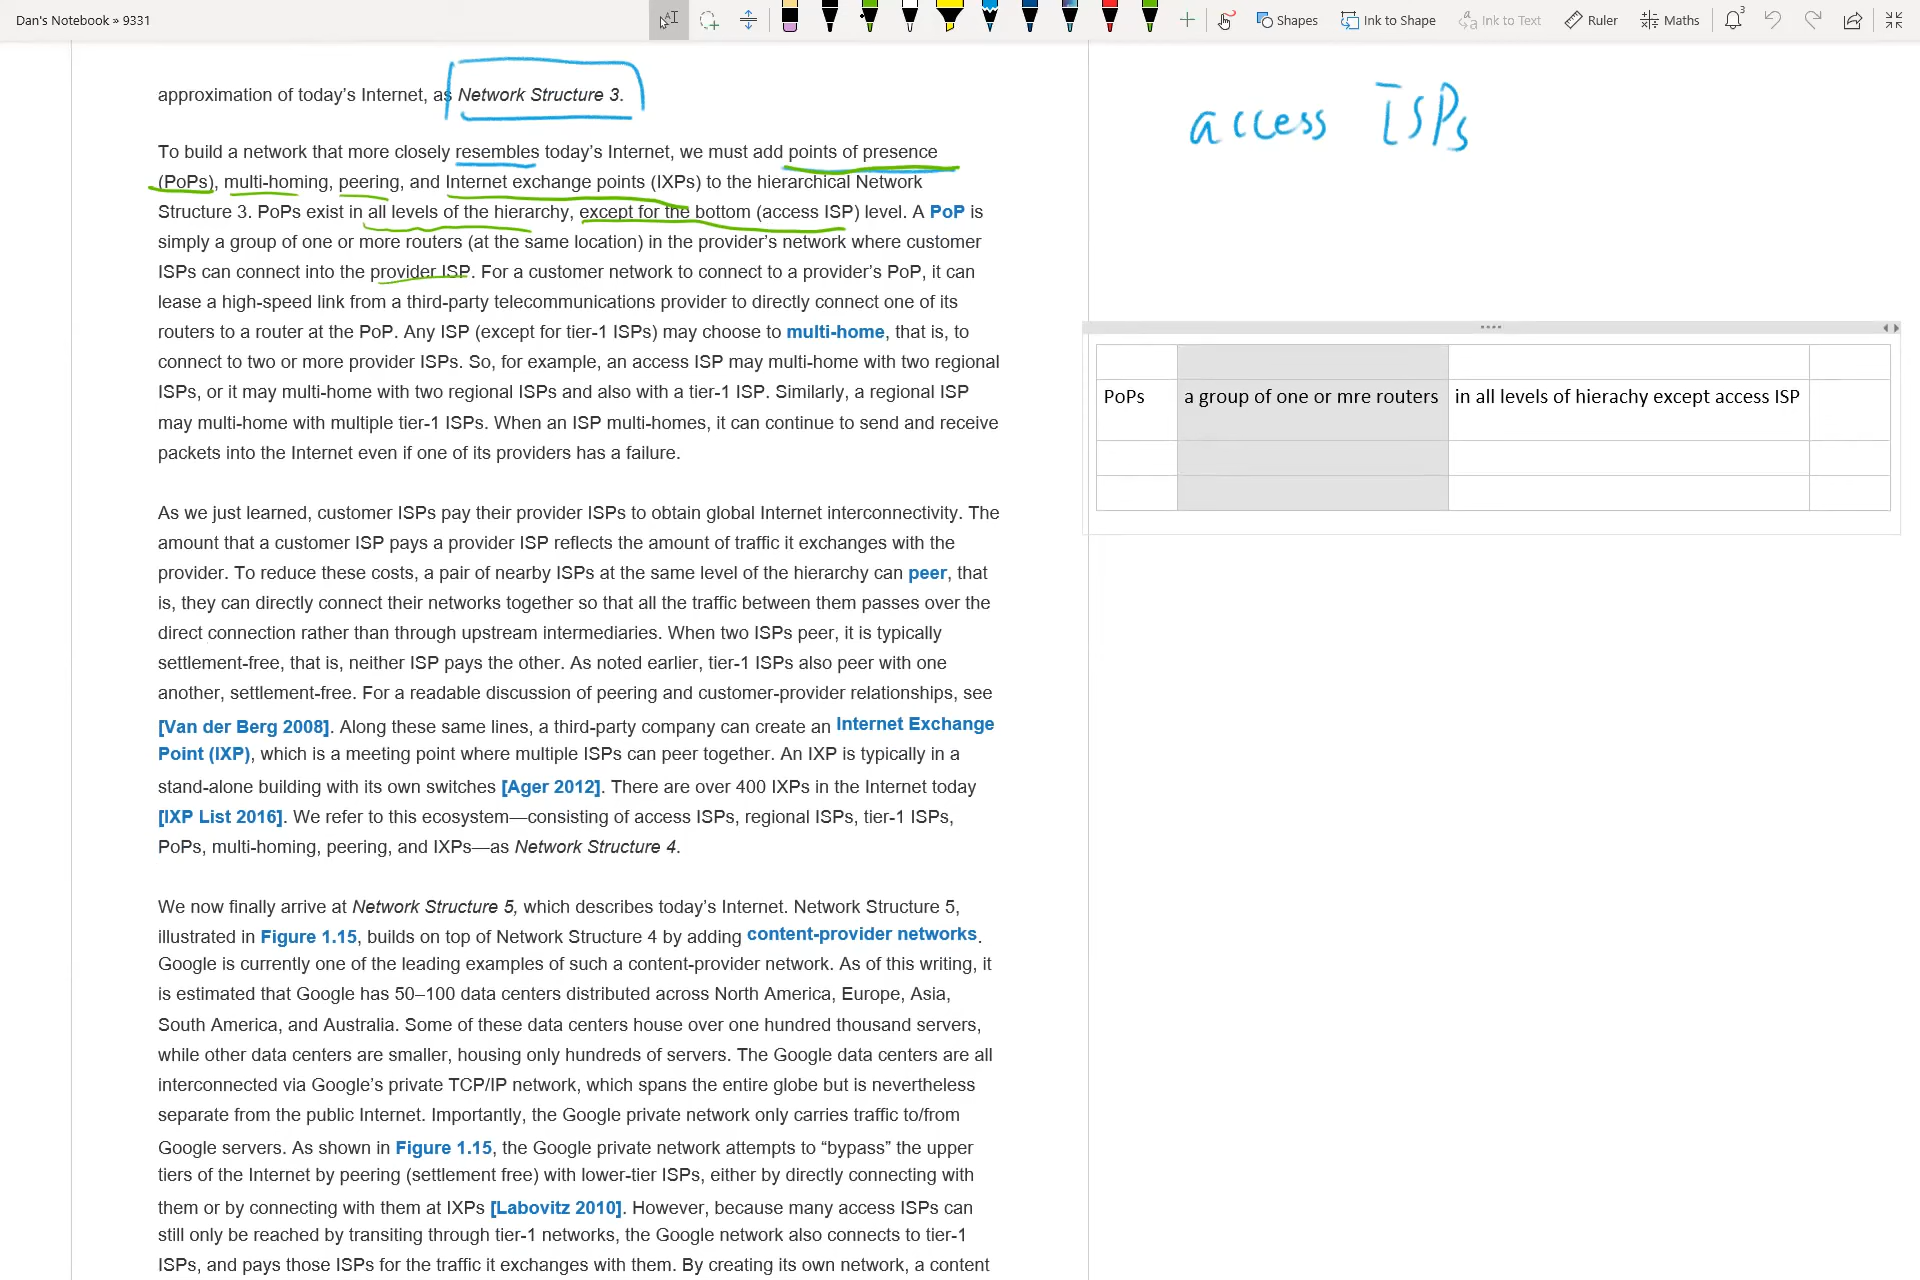 Dan's Notebook » 9331
Shapes
Ink to Shape
Ink to Text
Ruler
Maths
3
approximation of today's Internet, as Network Structure 3.
To build a network that more closely resembles today's Internet, we must add points of presence
(PoPs), multi-homing, peering, and Internet exchange points (IXPs) to the hierarchical Network
Structure 3. PoPs exist in all levels of the hierarchy, except for the bottom (access ISP) level. A PoP is
simply a group of one or more routers (at the same location) in the provider's network where customer
ISPs can connect into the provider ISP. For a customer network to connect to a provider's PoP, it can
lease a high-speed link from a third-party telecommunications provider to directly connect one of its
routers to a router at the PoP. Any ISP (except for tier-1 ISPs) may choose to multi-home, that is, to
connect to two or more provider ISPs. So, for example, an access ISP may multi-home with two regional
ISPs, or it may multi-home with two regional ISPs and also with a tier-1 ISP. Similarly, a regional ISP
may multi-home with multiple tier-1 ISPs. When an ISP multi-homes, it can continue to send and receive
packets into the Internet even if one of its providers has a failure.
As we just learned, customer ISPs pay their provider ISPs to obtain global Internet interconnectivity. The
amount that a customer ISP pays a provider ISP reflects the amount of traffic it exchanges with the
provider. To reduce these costs, a pair of nearby ISPs at the same level of the hierarchy can peer, that
is, they can directly connect their networks together so that all the traffic between them passes over the
direct connection rather than through upstream intermediaries. When two ISPs peer, it is typically
settlement-free, that is, neither ISP pays the other. As noted earlier, tier-1 ISPs also peer with one
another, settlement-free. For a readable discussion of peering and customer-provider relationships, see
[Van der Berg 2008]. Along these same lines, a third-party company can create an Internet Exchange
Point (IXP), which is a meeting point where multiple ISPs can peer together. An IXP is typically in a
stand-alone building with its own switches [Ager 2012]. There are over 400 IXPs in the Internet today
[IXP List 2016]. We refer to this ecosystem—consisting of access ISPs, regional ISPs, tier-1 ISPs,
PoPs, multi-homing, peering, and IXPs—as Network Structure 4.
We now finally arrive at Network Structure 5, which describes today's Internet. Network Structure 5,
illustrated in Figure 1.15, builds on top of Network Structure 4 by adding content-provider networks.
Google is currently one of the leading examples of such a content-provider network. As of this writing, it
is estimated that Google has 50–100 data centers distributed across North America, Europe, Asia,
South America, and Australia. Some of these data centers house over one hundred thousand servers,
while other data centers are smaller, housing only hundreds of servers. The Google data centers are all
interconnected via Google's private TCP/IP network, which spans the entire globe but is nevertheless
separate from the public Internet. Importantly, the Google private network only carries traffic to/from
Google servers. As shown in Figure 1.15, the Google private network attempts to “bypass” the upper
tiers of the Internet by peering (settlement free) with lower-tier ISPs, either by directly connecting with
them or by connecting with them at IXPs [Labovitz 2010]. However, because many access ISPs can
still only be reached by transiting through tier-1 networks, the Google network also connects to tier-1
ISPs, and pays those ISPs for the traffic it exchanges with them. By creating its own network, a content
access ISPs
PoPs a group of one or mre routers in all levels of hierachy except access ISP